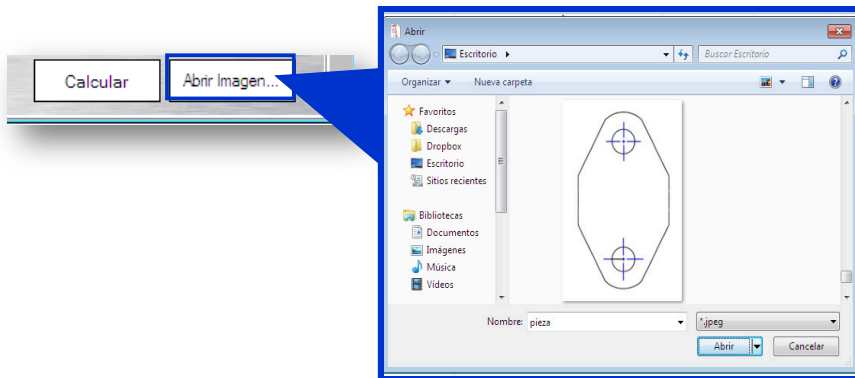 Calcular
Abrir Imagen...
Abrir
Escritorio
Buscar Escritorio
Organizar
Nueva carpeta
Favoritos
Descargas
Dropbox
Escritorio
Sitios recientes
Bibliotecas
Documentos
Imágenes
Música
Vídeos
Nombre: pieza
*.jpeg
Abrir
Cancelar